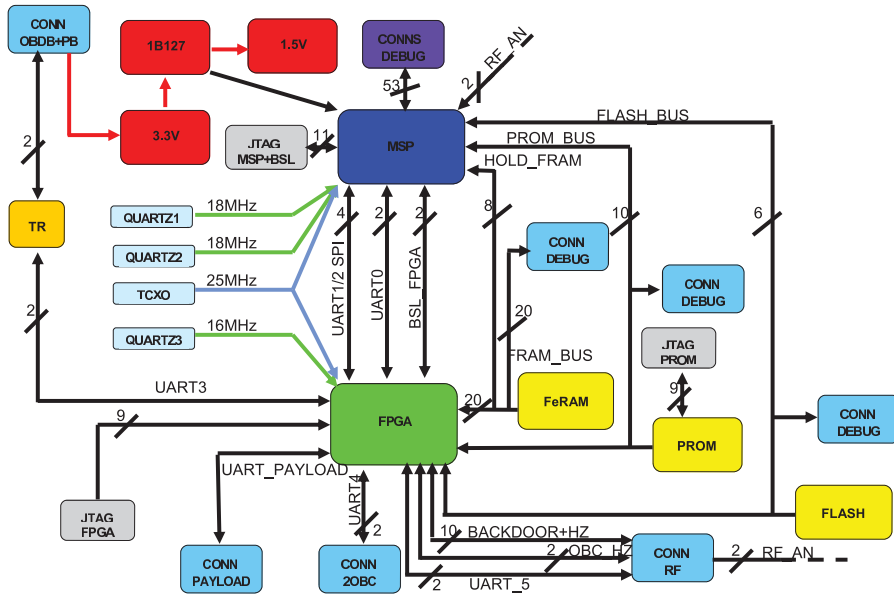 CONN
OBDB+PB
1B127
1.5V
CONNS
DEBUG
RF_AN
2
53
3.3V
FLASH_BUS
JTAG
MSP+BSL
11
MSP
PROM_BUS
HOLD_FRAM
2
TR
QUARTZ1
18MHz
QUARTZ2
18MHz
TCXO
25MHz
QUARTZ3
16MHz
4
2
2
UART1/2 SPI
UART0
BSL_FPGA
8
10
6
CONN
DEBUG
CONN
DEBUG
20
2
FRAM_BUS
JTAG
PROM
9
UART3
FPGA
20
FeRAM
PROM
CONN
DEBUG
9
UART_PAYLOAD
UART4
2
JTAG
FPGA
FLASH
CONN
PAYLOAD
CONN
2OBC
10
BACKDOOR+HZ
2
OBC_HZ
2
UART_5
CONN
RF
2
RF_AN